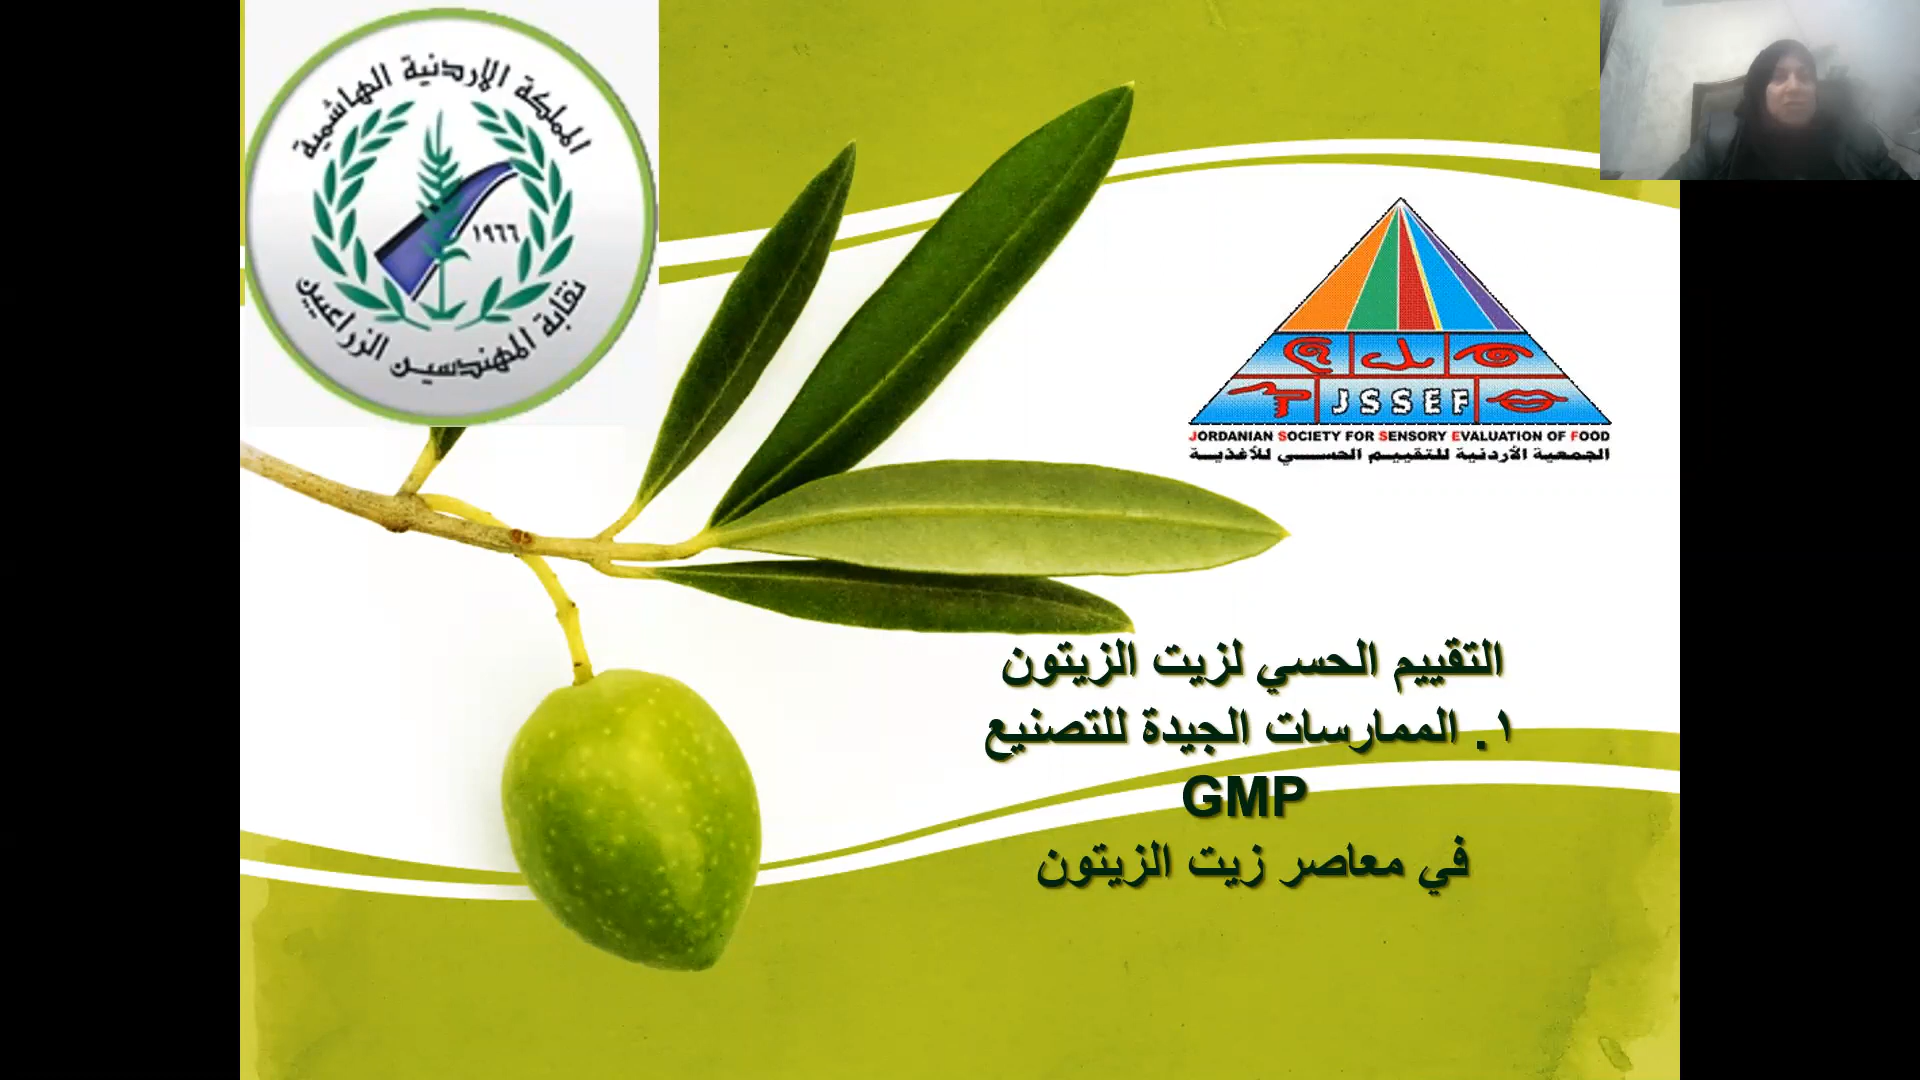 المملكة الاردنية الهاشمية
١٩٦٦
نقابة المهندسين الزراعيين
JSSEF
JORDANIAN SOCIETY FOR SENSORY EVALUATION OF FOOD
الجمعية الأردنية للتقييم الحسي للأغذية
التقييم الحسي لزيت الزيتون
١. الممارسات الجيدة للتصنيع
GMP
في معاصر زيت الزيتون